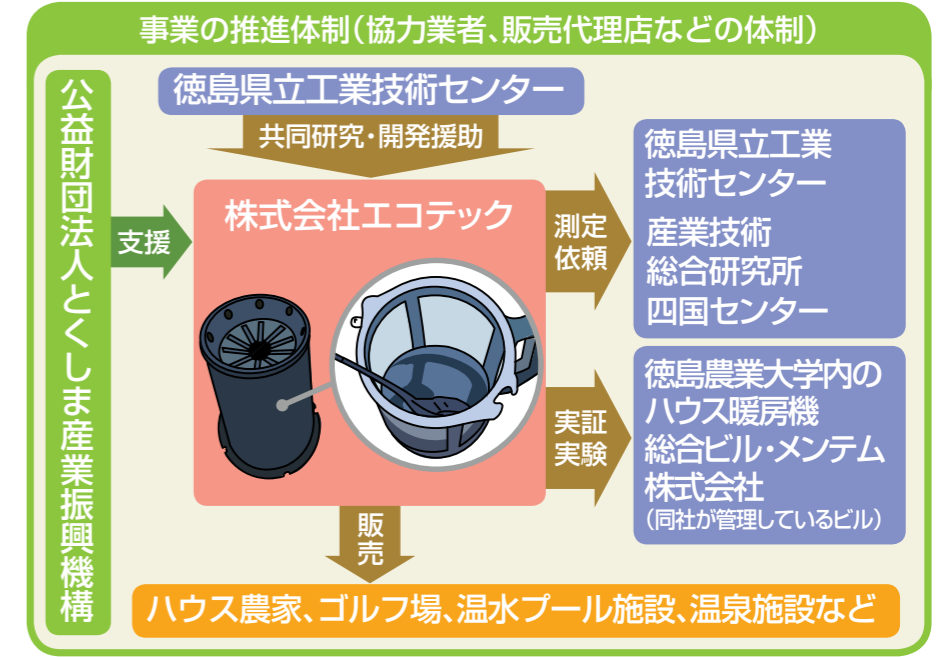 事業の推進体制（協力業者、販売代理店などの体制）
公益財団法人とくしま産業振興機構
徳島県立工業技術センター
共同研究・開発援助
支援
株式会社エコテック
測定
依頼
徳島県立工業
技術センター
産業技術
総合研究所
四国センター
実証
実験
徳島農業大学内の
ハウス暖房機
総合ビル・メンテム
株式会社
（同社が管理しているビル）
販売
ハウス農家、ゴルフ場、温水プール施設、温泉施設など